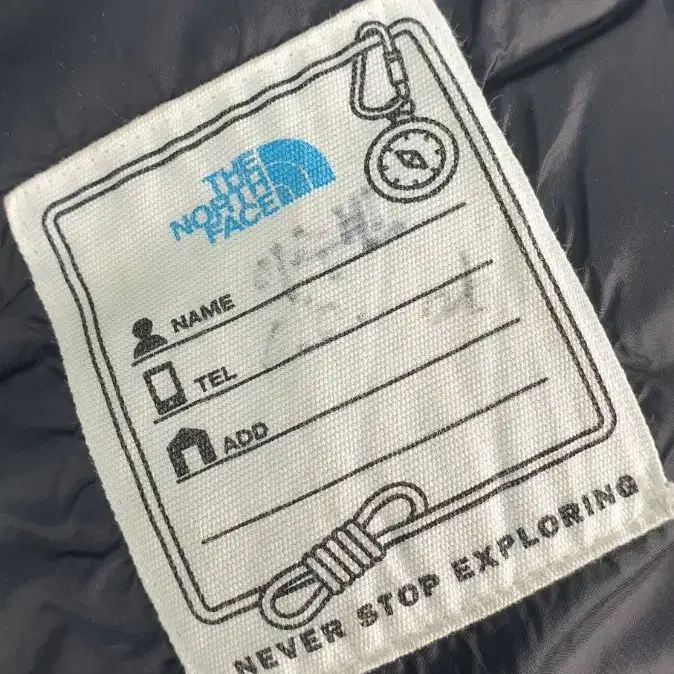 THE
NORTH
FACE
NAME
TEL
ADD
NEVER STOP EXPLORING